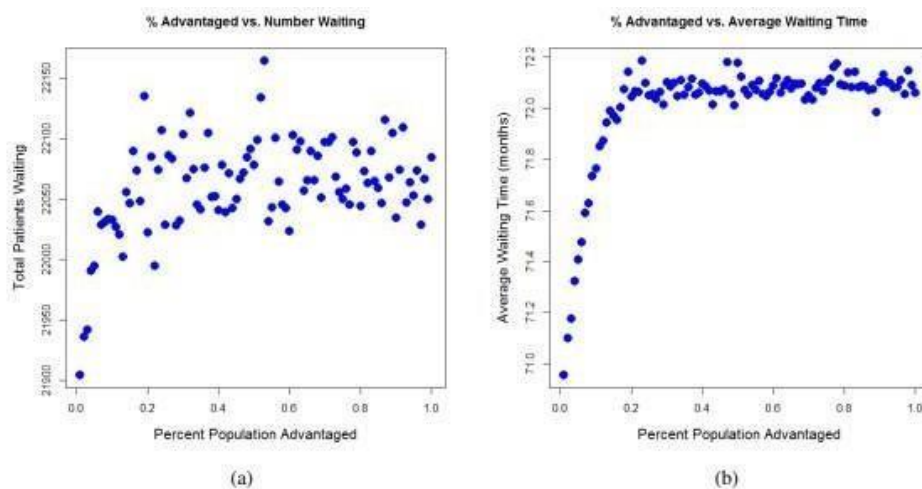 % Advantaged vs. Number Waiting
Total Patients Waiting
22150
22100
22050
22000
21950
21900
0.0 0.2 0.4 0.6 0.8 1.0
Percent Population Advantaged
(a)
% Advantaged vs. Average Waiting Time
Average Waiting Time (months)
72.2
72.0
71.8
71.6
71.4
71.2
71.0
0.0 0.2 0.4 0.6 0.8 1.0
Percent Population Advantaged
(b)